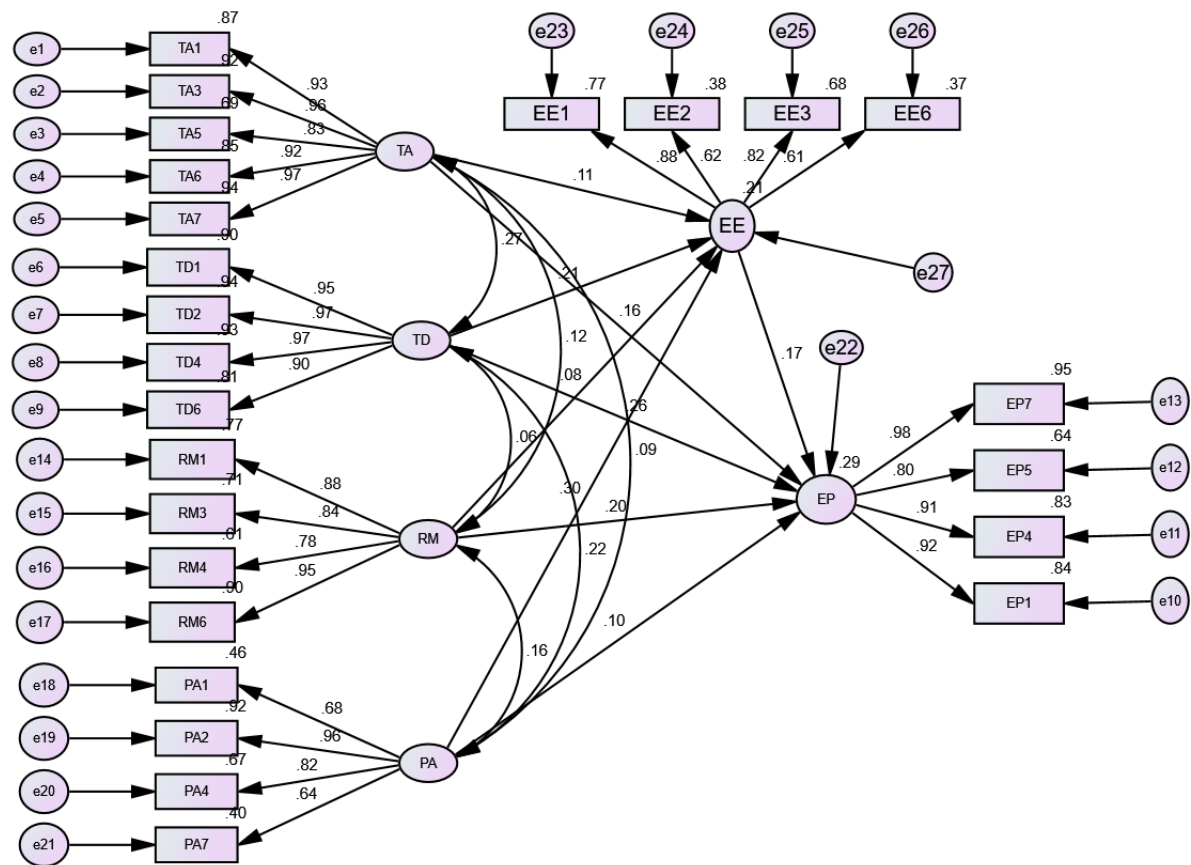 .87
e1 TA1
.92
e2 TA3
.69
e3 TA5
.85
e4 TA6
.94
e5 TA7
.90
e6 TD1
.94
e7 TD2
.93
e8 TD4
.81
e9 TD6
.77
e14 RM1
.71
e15 RM3
.61
e16 RM4
.90
e17 RM6
.46
e18 PA1
.92
e19 PA2
.67
e20 PA4
.40
e21 PA7
.93
.96
.83
.92
.97
TA
.95
.97
.97
.90
TD
.88
.84
.78
.95
RM
.68
.96
.82
.64
PA
.27
.12
.09
.06
.22
.16
.11
.21
.08
.30
.16
.26
.20
.10
e23 e24 e25 e26
.77 .38 .68 .37
EE1 EE2 EE3 EE6
.88 .62 .82 .61
.21
EE
e27
.17
e22
.29
EP
.98
.80
.91
.92
.95
EP7 e13
.64
EP5 e12
.83
EP4 e11
.84
EP1 e10